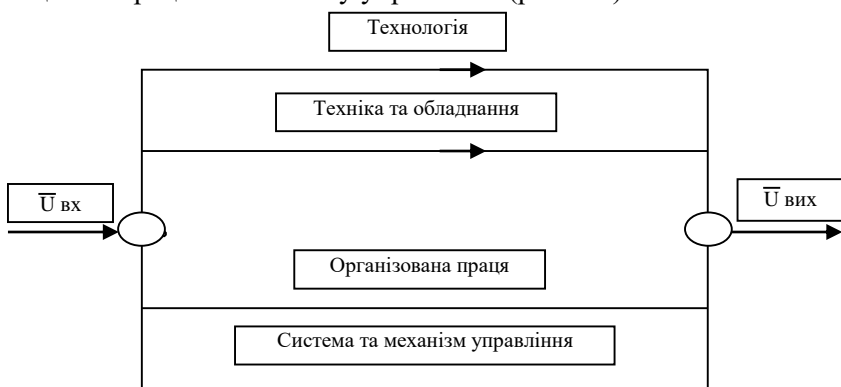 Технологія
Техніка та обладнання
U̅ вх
U̅ вих
Організована праця
Система та механізм управління